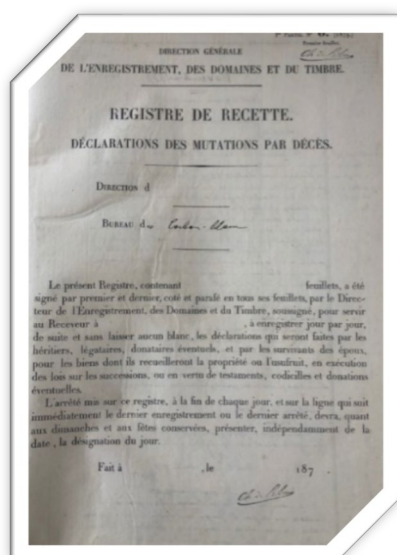 Premier feuillet.
DIRECTION GÉNÉRALE
DE L'ENREGISTREMENT, DES DOMAINES ET DU TIMBRE.
REGISTRE DE RECETTE.
DÉCLARATIONS DES MUTATIONS PAR DÉCÈS.
DIRECTION d
BUREAU de Carbon-blanc
Le présent Registre, contenant feuillets, a été
signé par premier et dernier, coté et parafé en tous ses feuillets, par le Direc-
teur de l'Enregistrement, des Domaines et du Timbre, soussigné, pour servir
au Receveur à , à enregistrer jour par jour,
de suite et sans laisser aucun blanc, les déclarations qui seront faites par les
héritiers, légataires, donataires éventuels, et par les survivants des époux,
pour les biens dont ils recueilleront la propriété ou l'usufruit, en exécution
des lois sur les successions, ou en vertu de testaments, codicilles et donations
éventuelles.
L'arrêté mis sur ce registre, à la fin de chaque jour, et sur la ligne qui suit
immédiatement le dernier enregistrement ou le dernier arrêté, devra, quant
aux dimanches et aux fêtes conservées, présenter, indépendamment de la
date, la désignation du jour.
Fait à , le 187 .